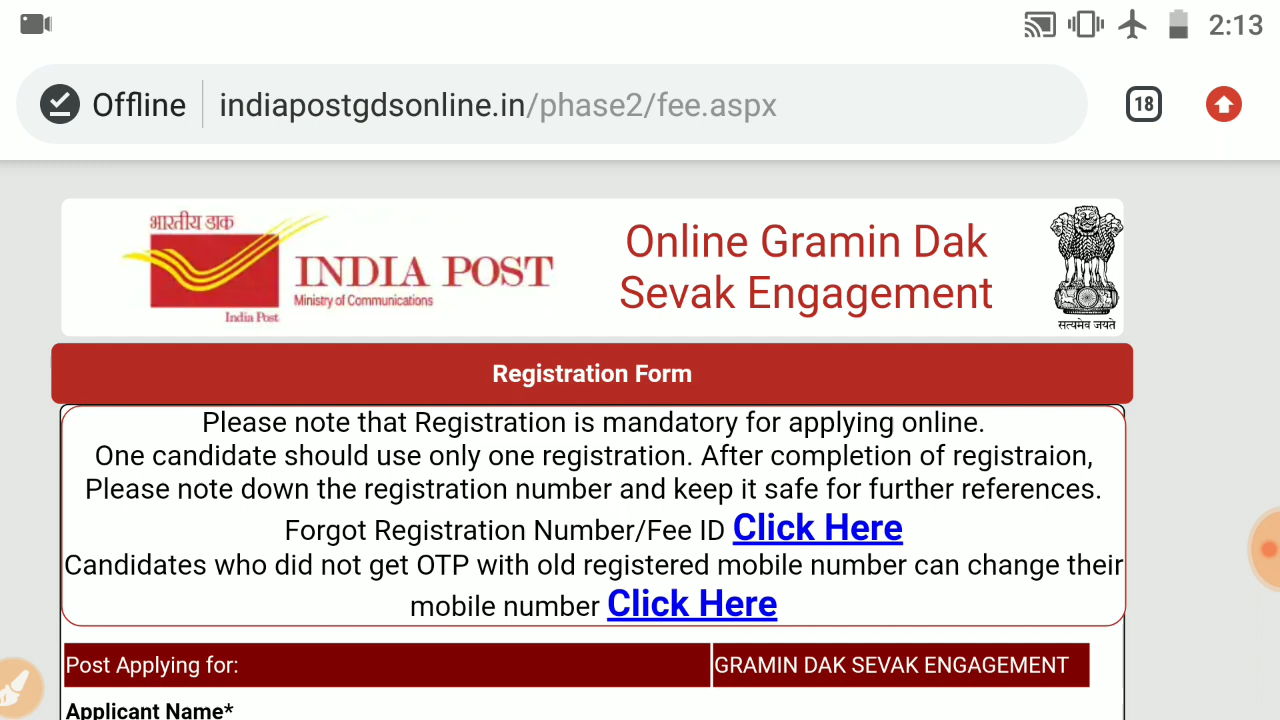 2:13
Offline
indiapostgdsonline.in/phase2/fee.aspx
18
भारतीय डाक
INDIA POST
Ministry of Communications
India Post
Online Gramin Dak
Sevak Engagement
सत्यमेव जयते
Registration Form
Please note that Registration is mandatory for applying online.
One candidate should use only one registration. After completion of registraion,
Please note down the registration number and keep it safe for further references.
Forgot Registration Number/Fee ID Click Here
Candidates who did not get OTP with old registered mobile number can change their
mobile number Click Here
Post Applying for: GRAMIN DAK SEVAK ENGAGEMENT
Applicant Name*